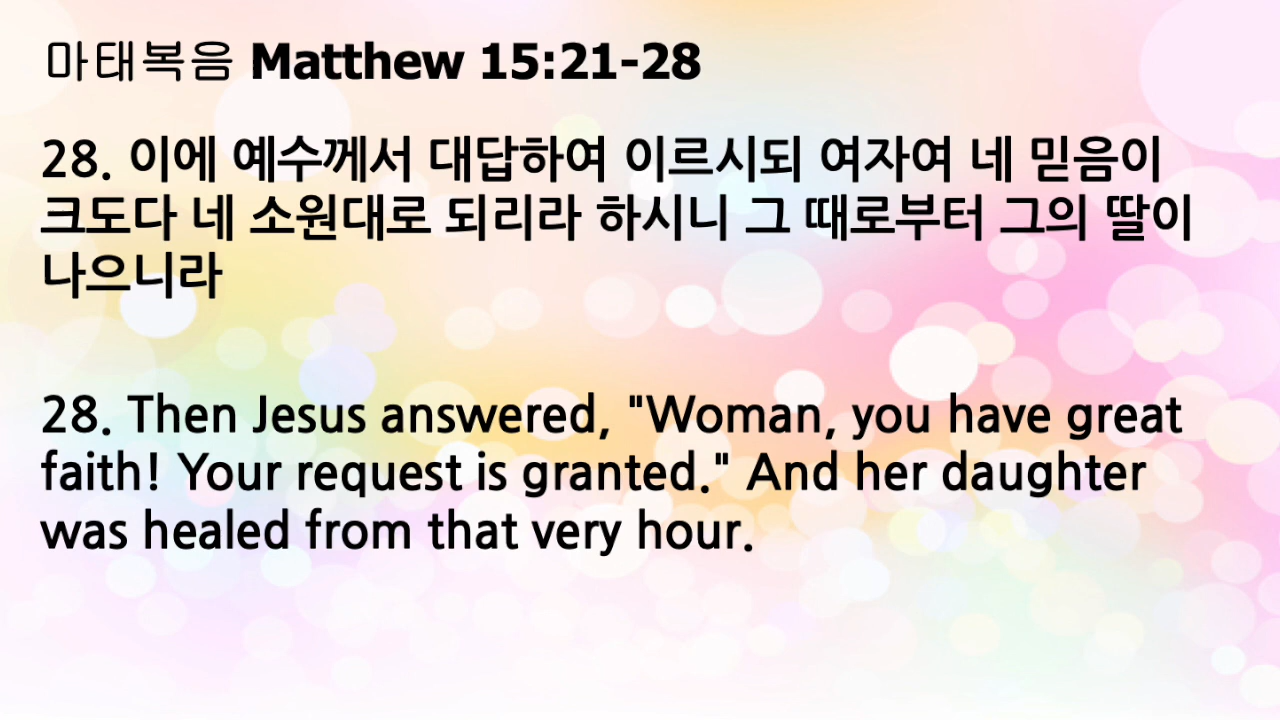 마태복음 Matthew 15:21-28
28. 이에 예수께서 대답하여 이르시되 여자여 네 믿음이
크도다 네 소원대로 되리라 하시니 그 때로부터 그의 딸이
나으니라
28. Then Jesus answered, "Woman, you have great
faith! Your request is granted." And her daughter
was healed from that very hour.